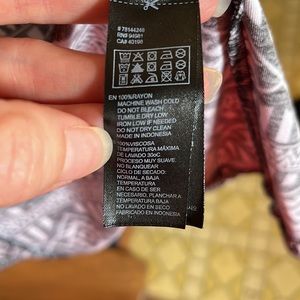 # 78144246
RN# 94981
CA# 40198
EN 100%RAYON
MACHINE WASH COLD
DO NOT BLEACH
TUMBLE DRY LOW
IRON LOW IF NEEDED
DO NOT DRY CLEAN
MADE IN INDONESIA
100%VISCOSA
TEMPERATURA MÁXIMA
DE LAVADO 30oC
PROCESO MUY SUAVE.
NO BLANQUEAR
CICLO DE SECADO:
NORMAL, A BAJA
TEMPERATURA
EN CASO DE SER
NECESARIO, PLANCHAR A
TEMPERATURA BAJA
NO LAVADO EN SECO
FABRICADO EN INDONESIA